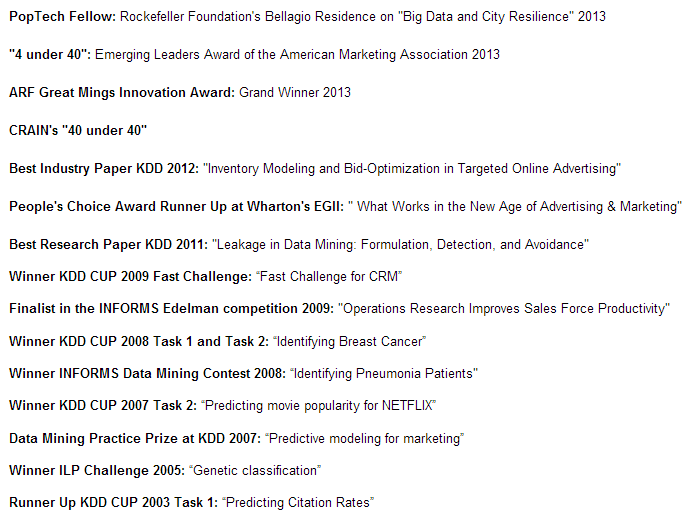 PopTech Fellow: Rockefeller Foundation's Bellagio Residence on "Big Data and City Resilience" 2013
"4 under 40": Emerging Leaders Award of the American Marketing Association 2013
ARF Great Mings Innovation Award: Grand Winner 2013
CRAIN's "40 under 40"
Best Industry Paper KDD 2012: "Inventory Modeling and Bid-Optimization in Targeted Online Advertising"
People's Choice Award Runner Up at Wharton's EGII: " What Works in the New Age of Advertising & Marketing"
Best Research Paper KDD 2011: "Leakage in Data Mining: Formulation, Detection, and Avoidance"
Winner KDD CUP 2009 Fast Challenge: “Fast Challenge for CRM”
Finalist in the INFORMS Edelman competition 2009: "Operations Research Improves Sales Force Productivity"
Winner KDD CUP 2008 Task 1 and Task 2: “Identifying Breast Cancer”
Winner INFORMS Data Mining Contest 2008: “Identifying Pneumonia Patients"
Winner KDD CUP 2007 Task 2: “Predicting movie popularity for NETFLIX”
Data Mining Practice Prize at KDD 2007: “Predictive modeling for marketing”
Winner ILP Challenge 2005: “Genetic classification”
Runner Up KDD CUP 2003 Task 1: “Predicting Citation Rates”